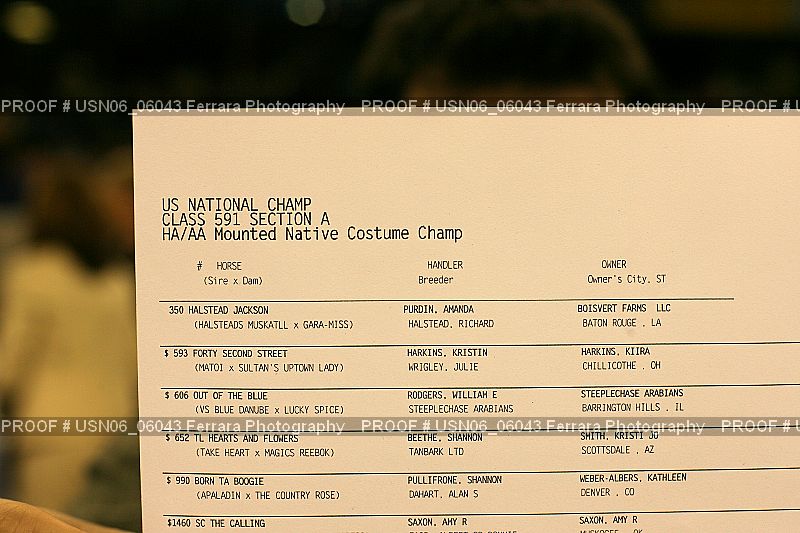 PROOF # USN06_06043 Ferrara Photography PROOF # USN06_06043 Ferrara Photography PROOF #
US NATIONAL CHAMP
CLASS 591 SECTION A
HA/AA Mounted Native Costume Champ
# HORSE HANDLER OWNER
(Sire x Dam) Breeder Owner's City, ST
350 HALSTEAD JACKSON PURDIN, AMANDA BOISVERT FARMS LLC
(HALSTEADS MUSKATLL x GARA-MISS) HALSTEAD, RICHARD BATON ROUGE , LA
$ 593 FORTY SECOND STREET HARKINS, KRISTIN HARKINS, KIIRA
(MATOI x SULTAN'S UPTOWN LADY) WRIGLEY, JULIE CHILLICOTHE , OH
$ 606 OUT OF THE BLUE RODGERS, WILLIAM E STEEPLECHASE ARABIANS
(VS BLUE DANUBE x LUCKY SPICE) STEEPLECHASE ARABIANS BARRINGTON HILLS , IL
PROOF # USN06_06043 Ferrara Photography PROOF # USN06_06043 Ferrara Photography PROOF #
$ 652 TL HEARTS AND FLOWERS BEETHE, SHANNON SMITH, KRISTI JO
(TAKE HEART x MAGICS REEBOK) TANBARK LTD SCOTTSDALE , AZ
$ 990 BORN TA BOOGIE PULLIFRONE, SHANNON WEBER-ALBERS, KATHLEEN
(APALADIN x THE COUNTRY ROSE) DAHART, ALAN S DENVER , CO
$1460 SC THE CALLING SAXON, AMY R SAXON, AMY R